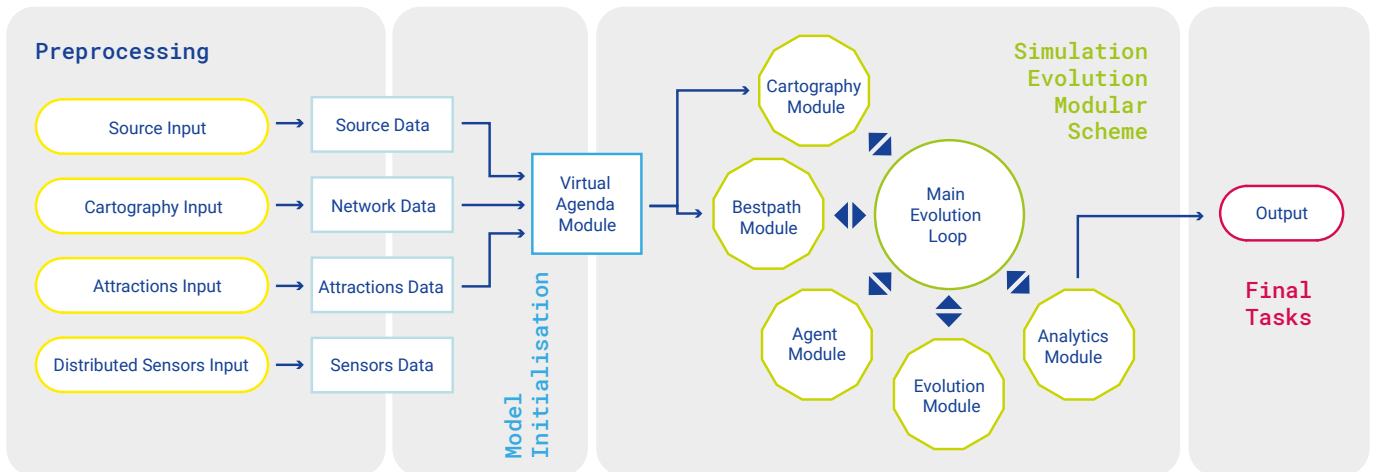 Preprocessing
Source Input
Cartography Input
Attractions Input
Distributed Sensors Input
Source Data
Network Data
Attractions Data
Sensors Data
Virtual
Agenda
Module
Model
Initialisation
Simulation
Evolution
Modular
Scheme
Cartography
Module
Bestpath
Module
Main
Evolution
Loop
Agent
Module
Evolution
Module
Analytics
Module
Output
Final
Tasks